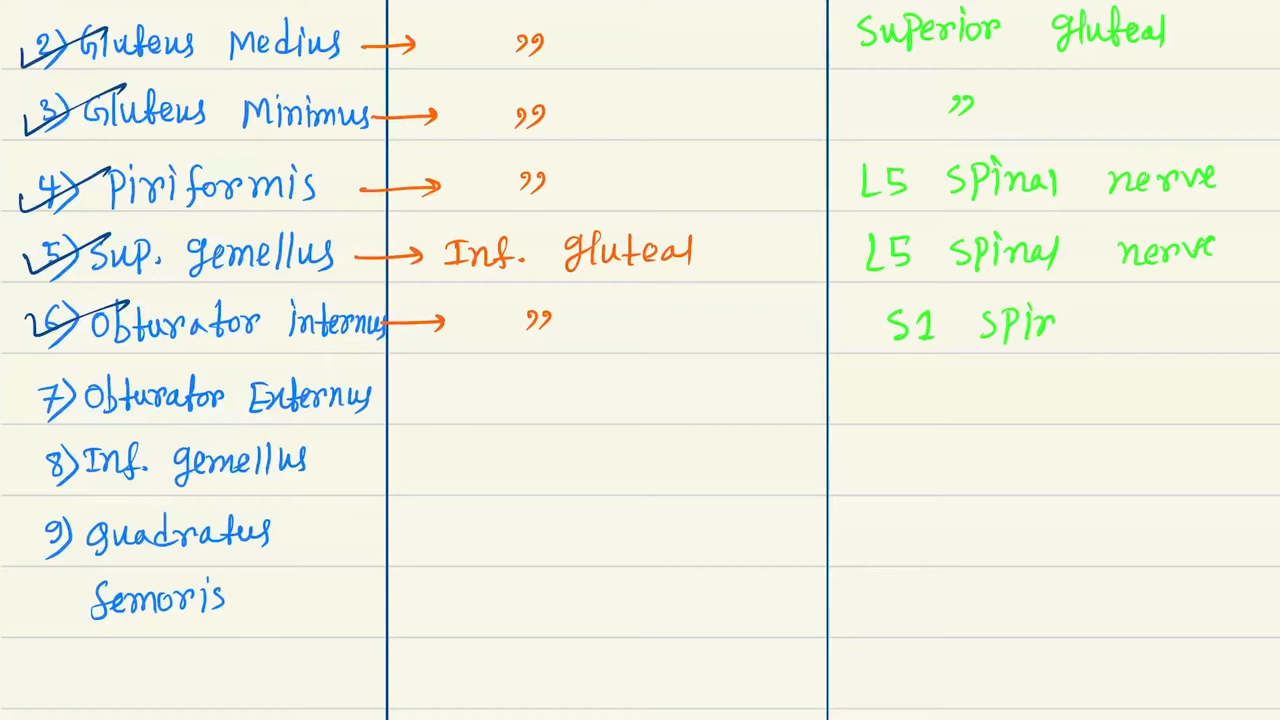 2) Gluteus Medius → " Superior gluteal
3) Gluteus Minimus → " "
4) Piriformis → " L5 spinal nerve
5) Sup. gemellus → Inf. gluteal L5 spinal nerve
6) Obturator internus → " S1 spin
7) Obturator Externus
8) Inf. gemellus
9) Quadratus
femoris